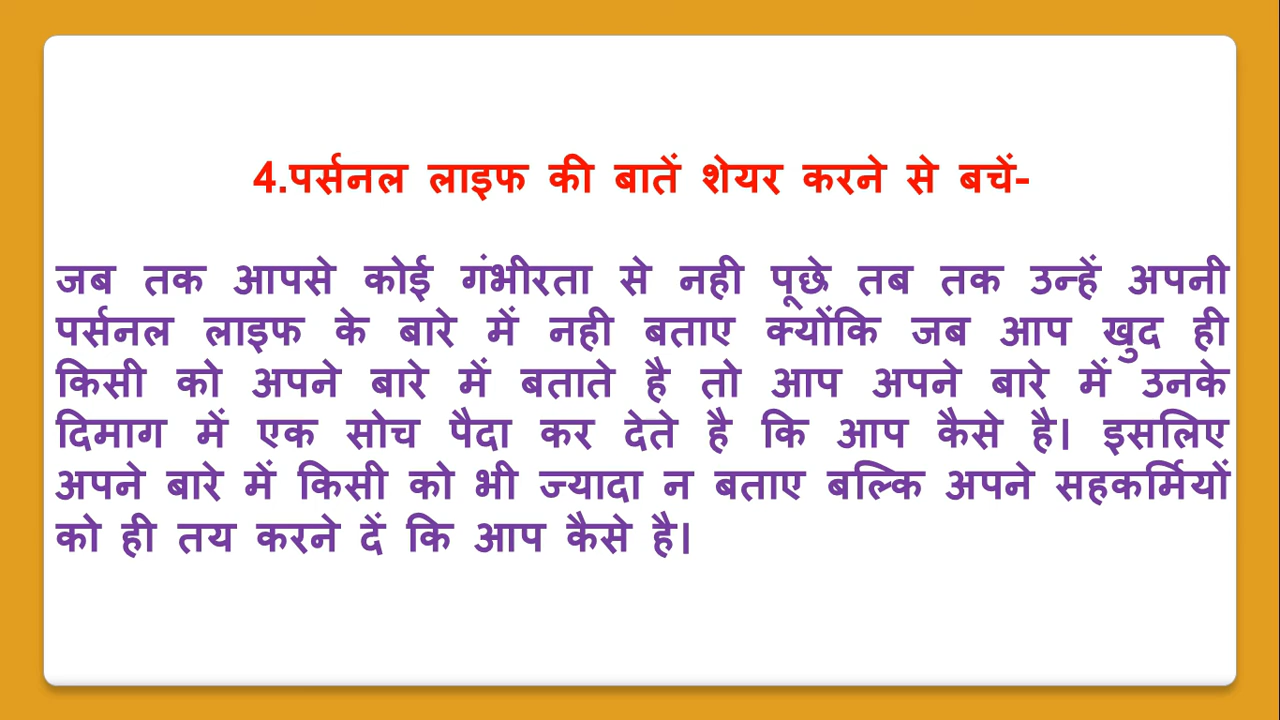 4.पर्सनल लाइफ की बातें शेयर करने से बचें-
जब तक आपसे कोई गंभीरता से नही पूछे तब तक उन्हें अपनी
पर्सनल लाइफ के बारे में नही बताए क्योंकि जब आप खुद ही
किसी को अपने बारे में बताते है तो आप अपने बारे में उनके
दिमाग में एक सोच पैदा कर देते है कि आप कैसे है। इसलिए
अपने बारे में किसी को भी ज्यादा न बताए बल्कि अपने सहकर्मियों
को ही तय करने दें कि आप कैसे है।